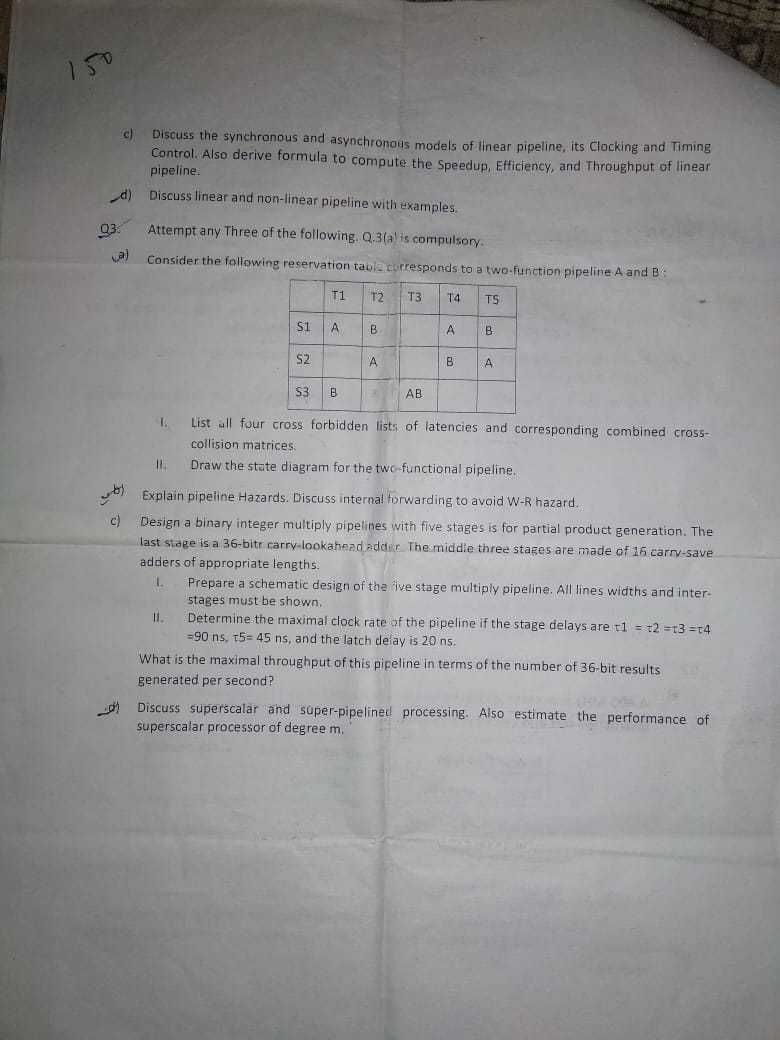 150
c) Discuss the synchronous and asynchronous models of linear pipeline, its Clocking and Timing
Control. Also derive formula to compute the Speedup, Efficiency, and Throughput of linear
pipeline.
d) Discuss linear and non-linear pipeline with examples.
Q3. Attempt any Three of the following. Q.3(a) is compulsory.
a) Consider the following reservation table corresponds to a two-function pipeline A and B :
T1 T2 T3 T4 T5
S1 A B A B
S2 A B A
S3 B AB
I. List all four cross forbidden lists of latencies and corresponding combined cross-
collision matrices.
II. Draw the state diagram for the two-functional pipeline.
b) Explain pipeline Hazards. Discuss internal forwarding to avoid W-R hazard.
c) Design a binary integer multiply pipelines with five stages is for partial product generation. The
last stage is a 36-bitr carry-lookahead adder. The middle three stages are made of 16 carry-save
adders of appropriate lengths.
I. Prepare a schematic design of the five stage multiply pipeline. All lines widths and inter-
stages must be shown.
II. Determine the maximal clock rate of the pipeline if the stage delays are τ1 = τ2 =τ3 =τ4
=90 ns, τ5= 45 ns, and the latch delay is 20 ns.
What is the maximal throughput of this pipeline in terms of the number of 36-bit results
generated per second?
d) Discuss superscalar and super-pipelined processing. Also estimate the performance of
superscalar processor of degree m.